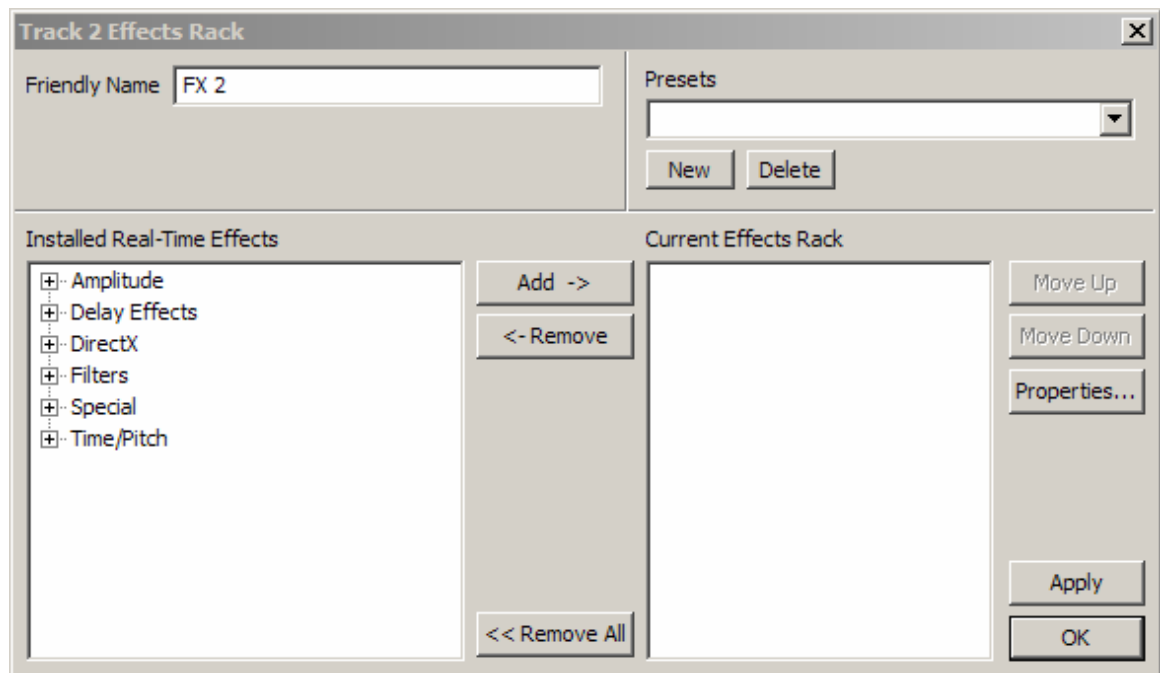 Track 2 Effects Rack
Friendly Name FX 2
Presets
New Delete
Installed Real-Time Effects
Amplitude
Delay Effects
DirectX
Filters
Special
Time/Pitch
Add ->
<- Remove
<< Remove All
Current Effects Rack
Move Up
Move Down
Properties...
Apply
OK